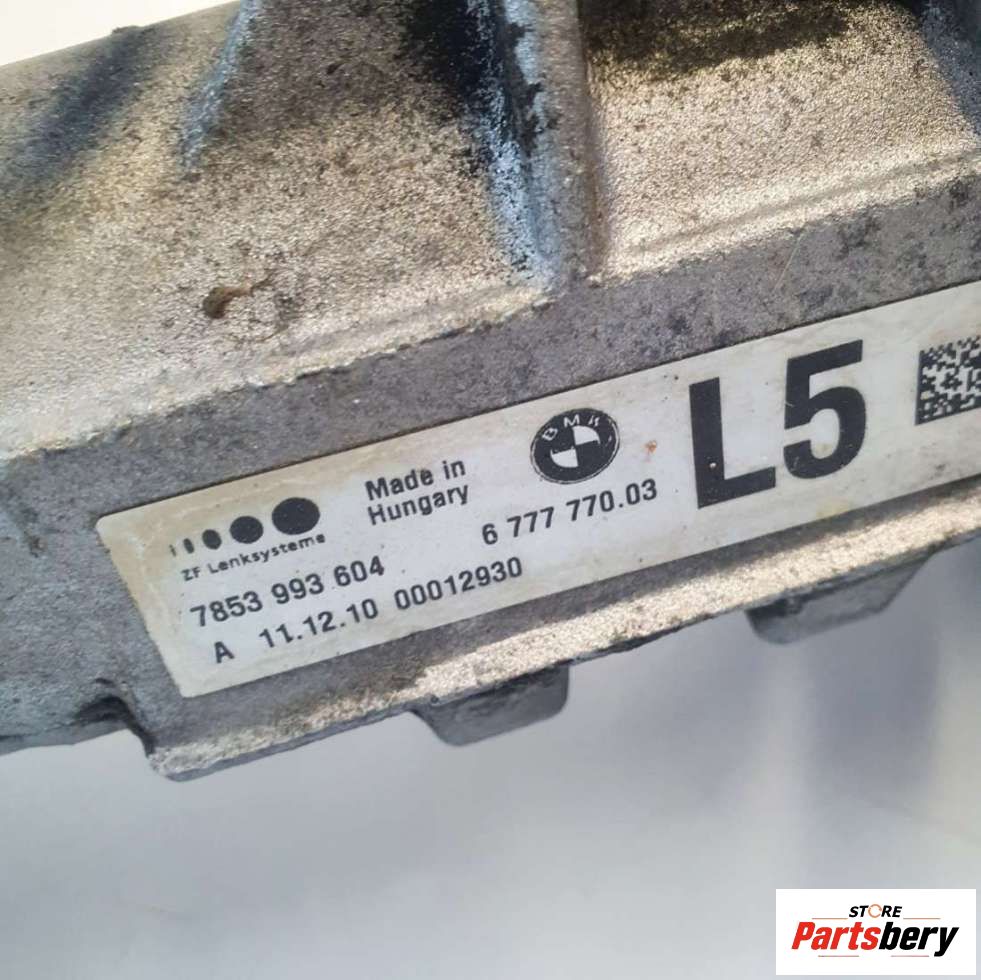 ZF Lenksysteme
Made in
Hungary
BMW
6 777 770.03
L5
7853 993 604
A 11.12.10 00012930
STORE
Partsbery